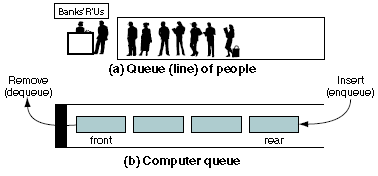 Banks'R'Us
(a) Queue (line) of people
Remove
(dequeue)
Insert
(enqueue)
front
rear
(b) Computer queue